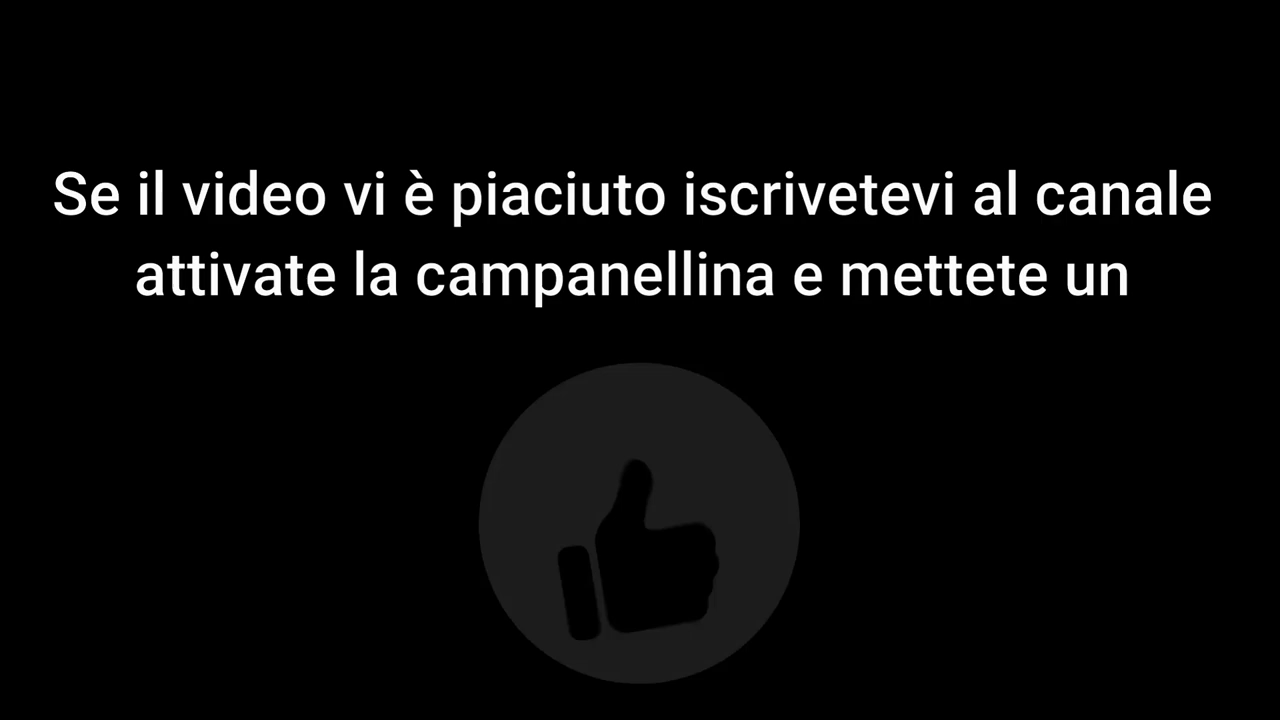 Se il video vi è piaciuto iscrivetevi al canale
attivate la campanellina e mettete un